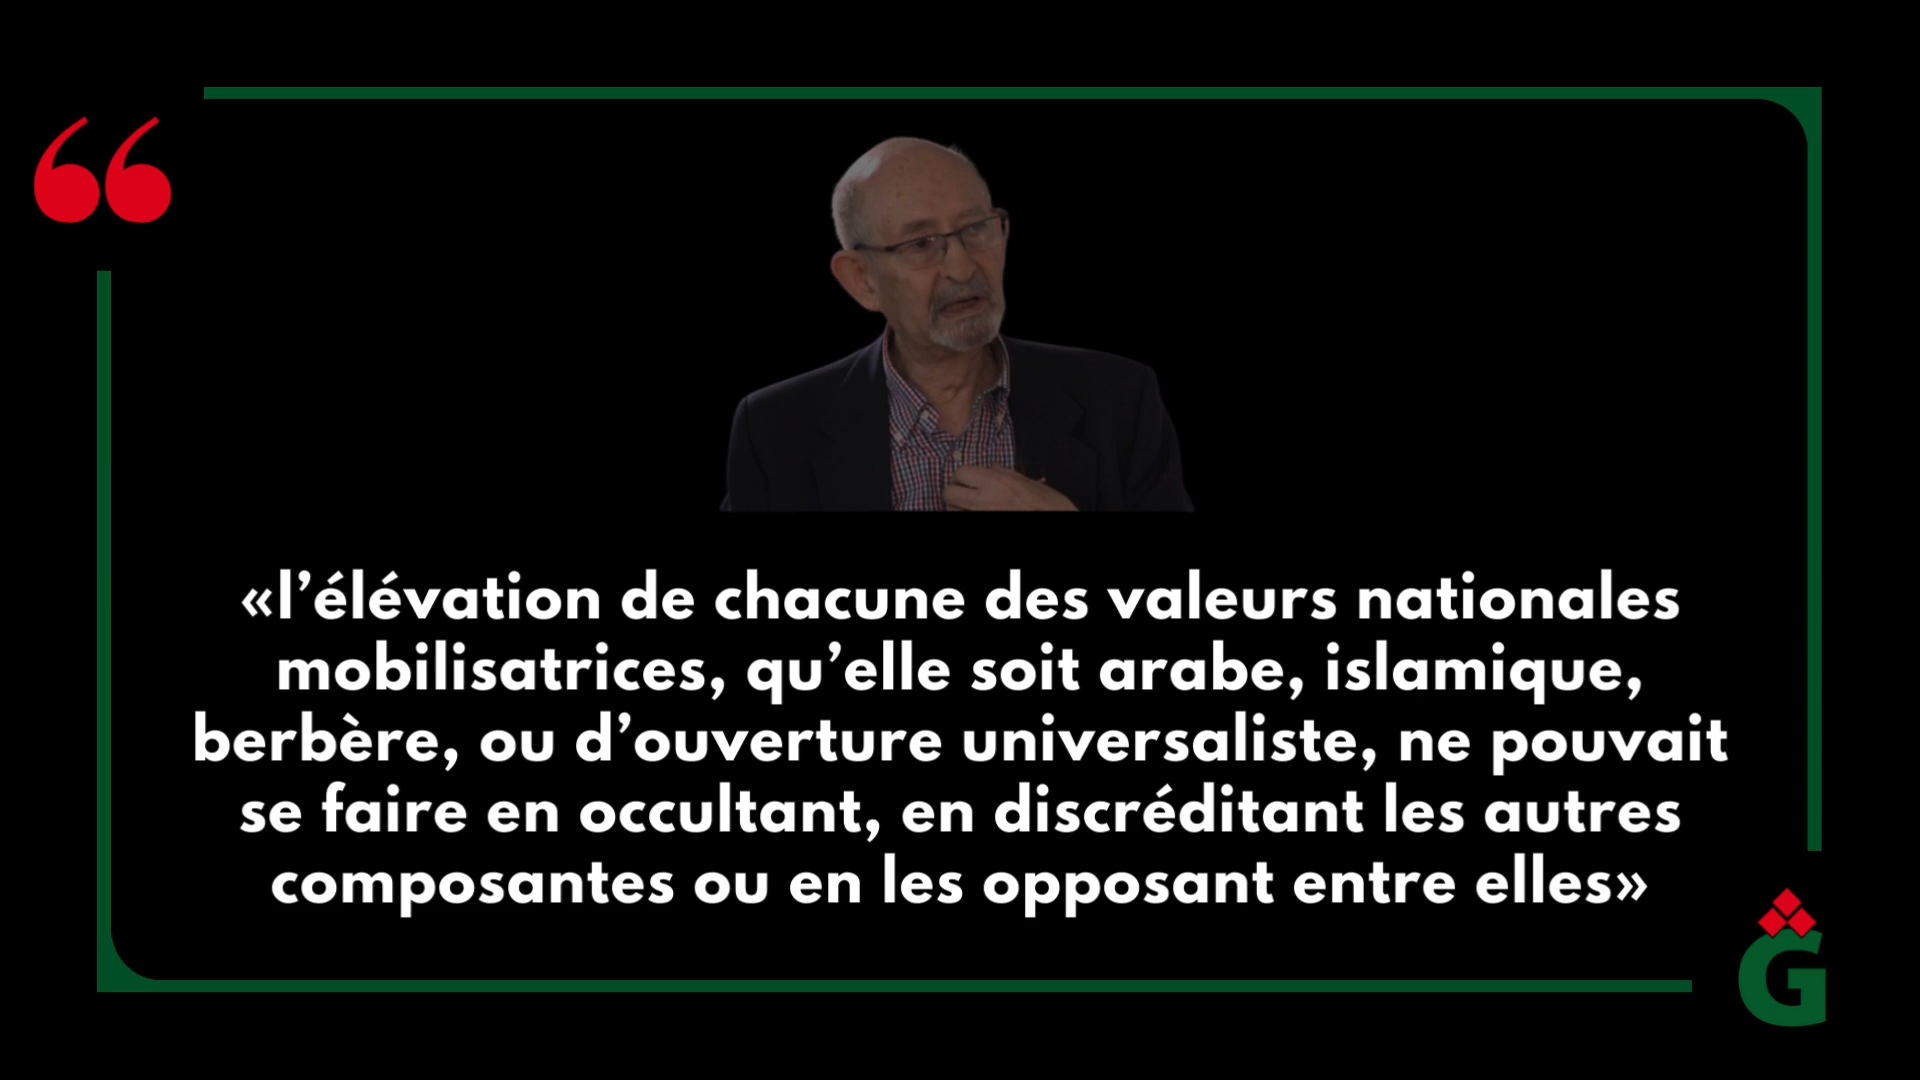 «l’élévation de chacune des valeurs nationales
mobilisatrices, qu’elle soit arabe, islamique,
berbère, ou d’ouverture universaliste, ne pouvait
se faire en occultant, en discréditant les autres
composantes ou en les opposant entre elles»
G